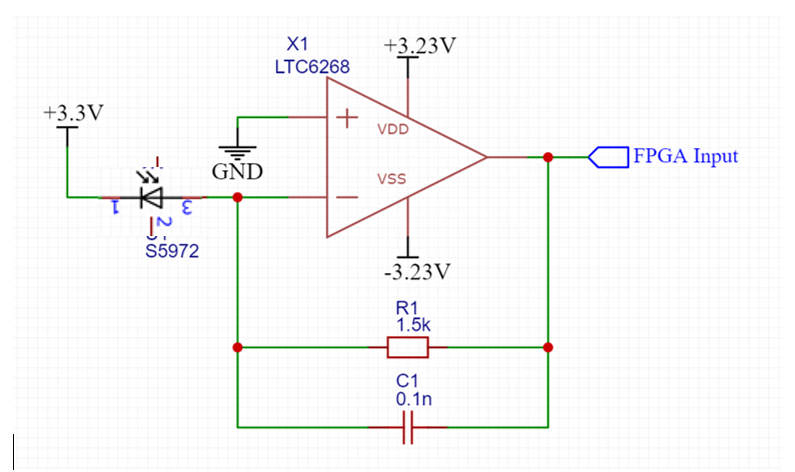 X1
LTC6268
+3.23V
+3.3V
VDD
GND
FPGA Input
VSS
1
3
2
S5972
-3.23V
R1
1.5k
C1
0.1n